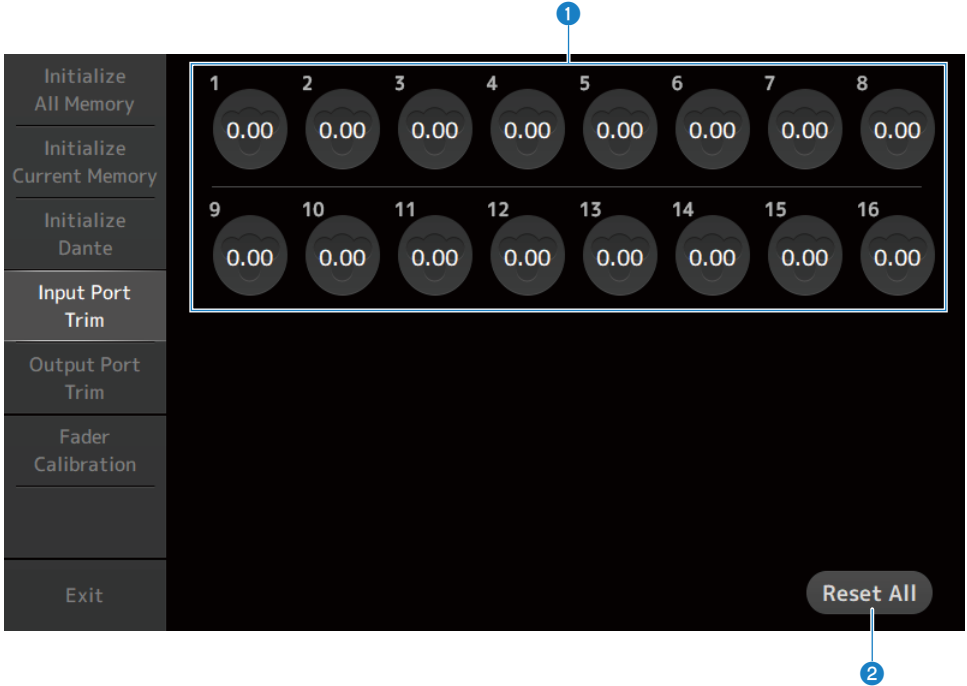 1
Initialize
All Memory
Initialize
Current Memory
Initialize
Dante
Input Port
Trim
Output Port
Trim
Fader
Calibration
Exit
1 2 3 4 5 6 7 8
0.00 0.00 0.00 0.00 0.00 0.00 0.00 0.00
9 10 11 12 13 14 15 16
0.00 0.00 0.00 0.00 0.00 0.00 0.00 0.00
Reset All
2